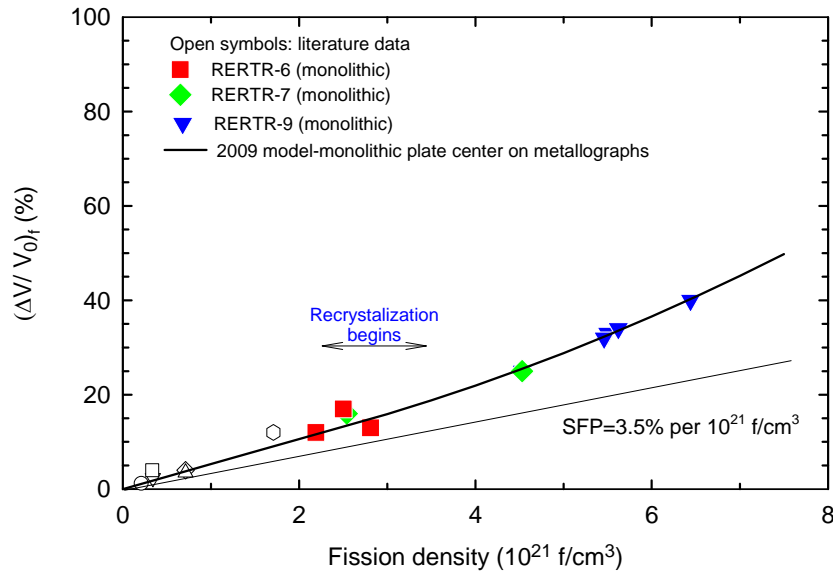 100
80
60
40
20
0
(ΔV/ V₀)f (%)
Open symbols: literature data
RERTR-6 (monolithic)
RERTR-7 (monolithic)
RERTR-9 (monolithic)
2009 model-monolithic plate center on metallographs
Recrystalization
begins
SFP=3.5% per 10²¹ f/cm³
0 2 4 6 8
Fission density (10²¹ f/cm³)